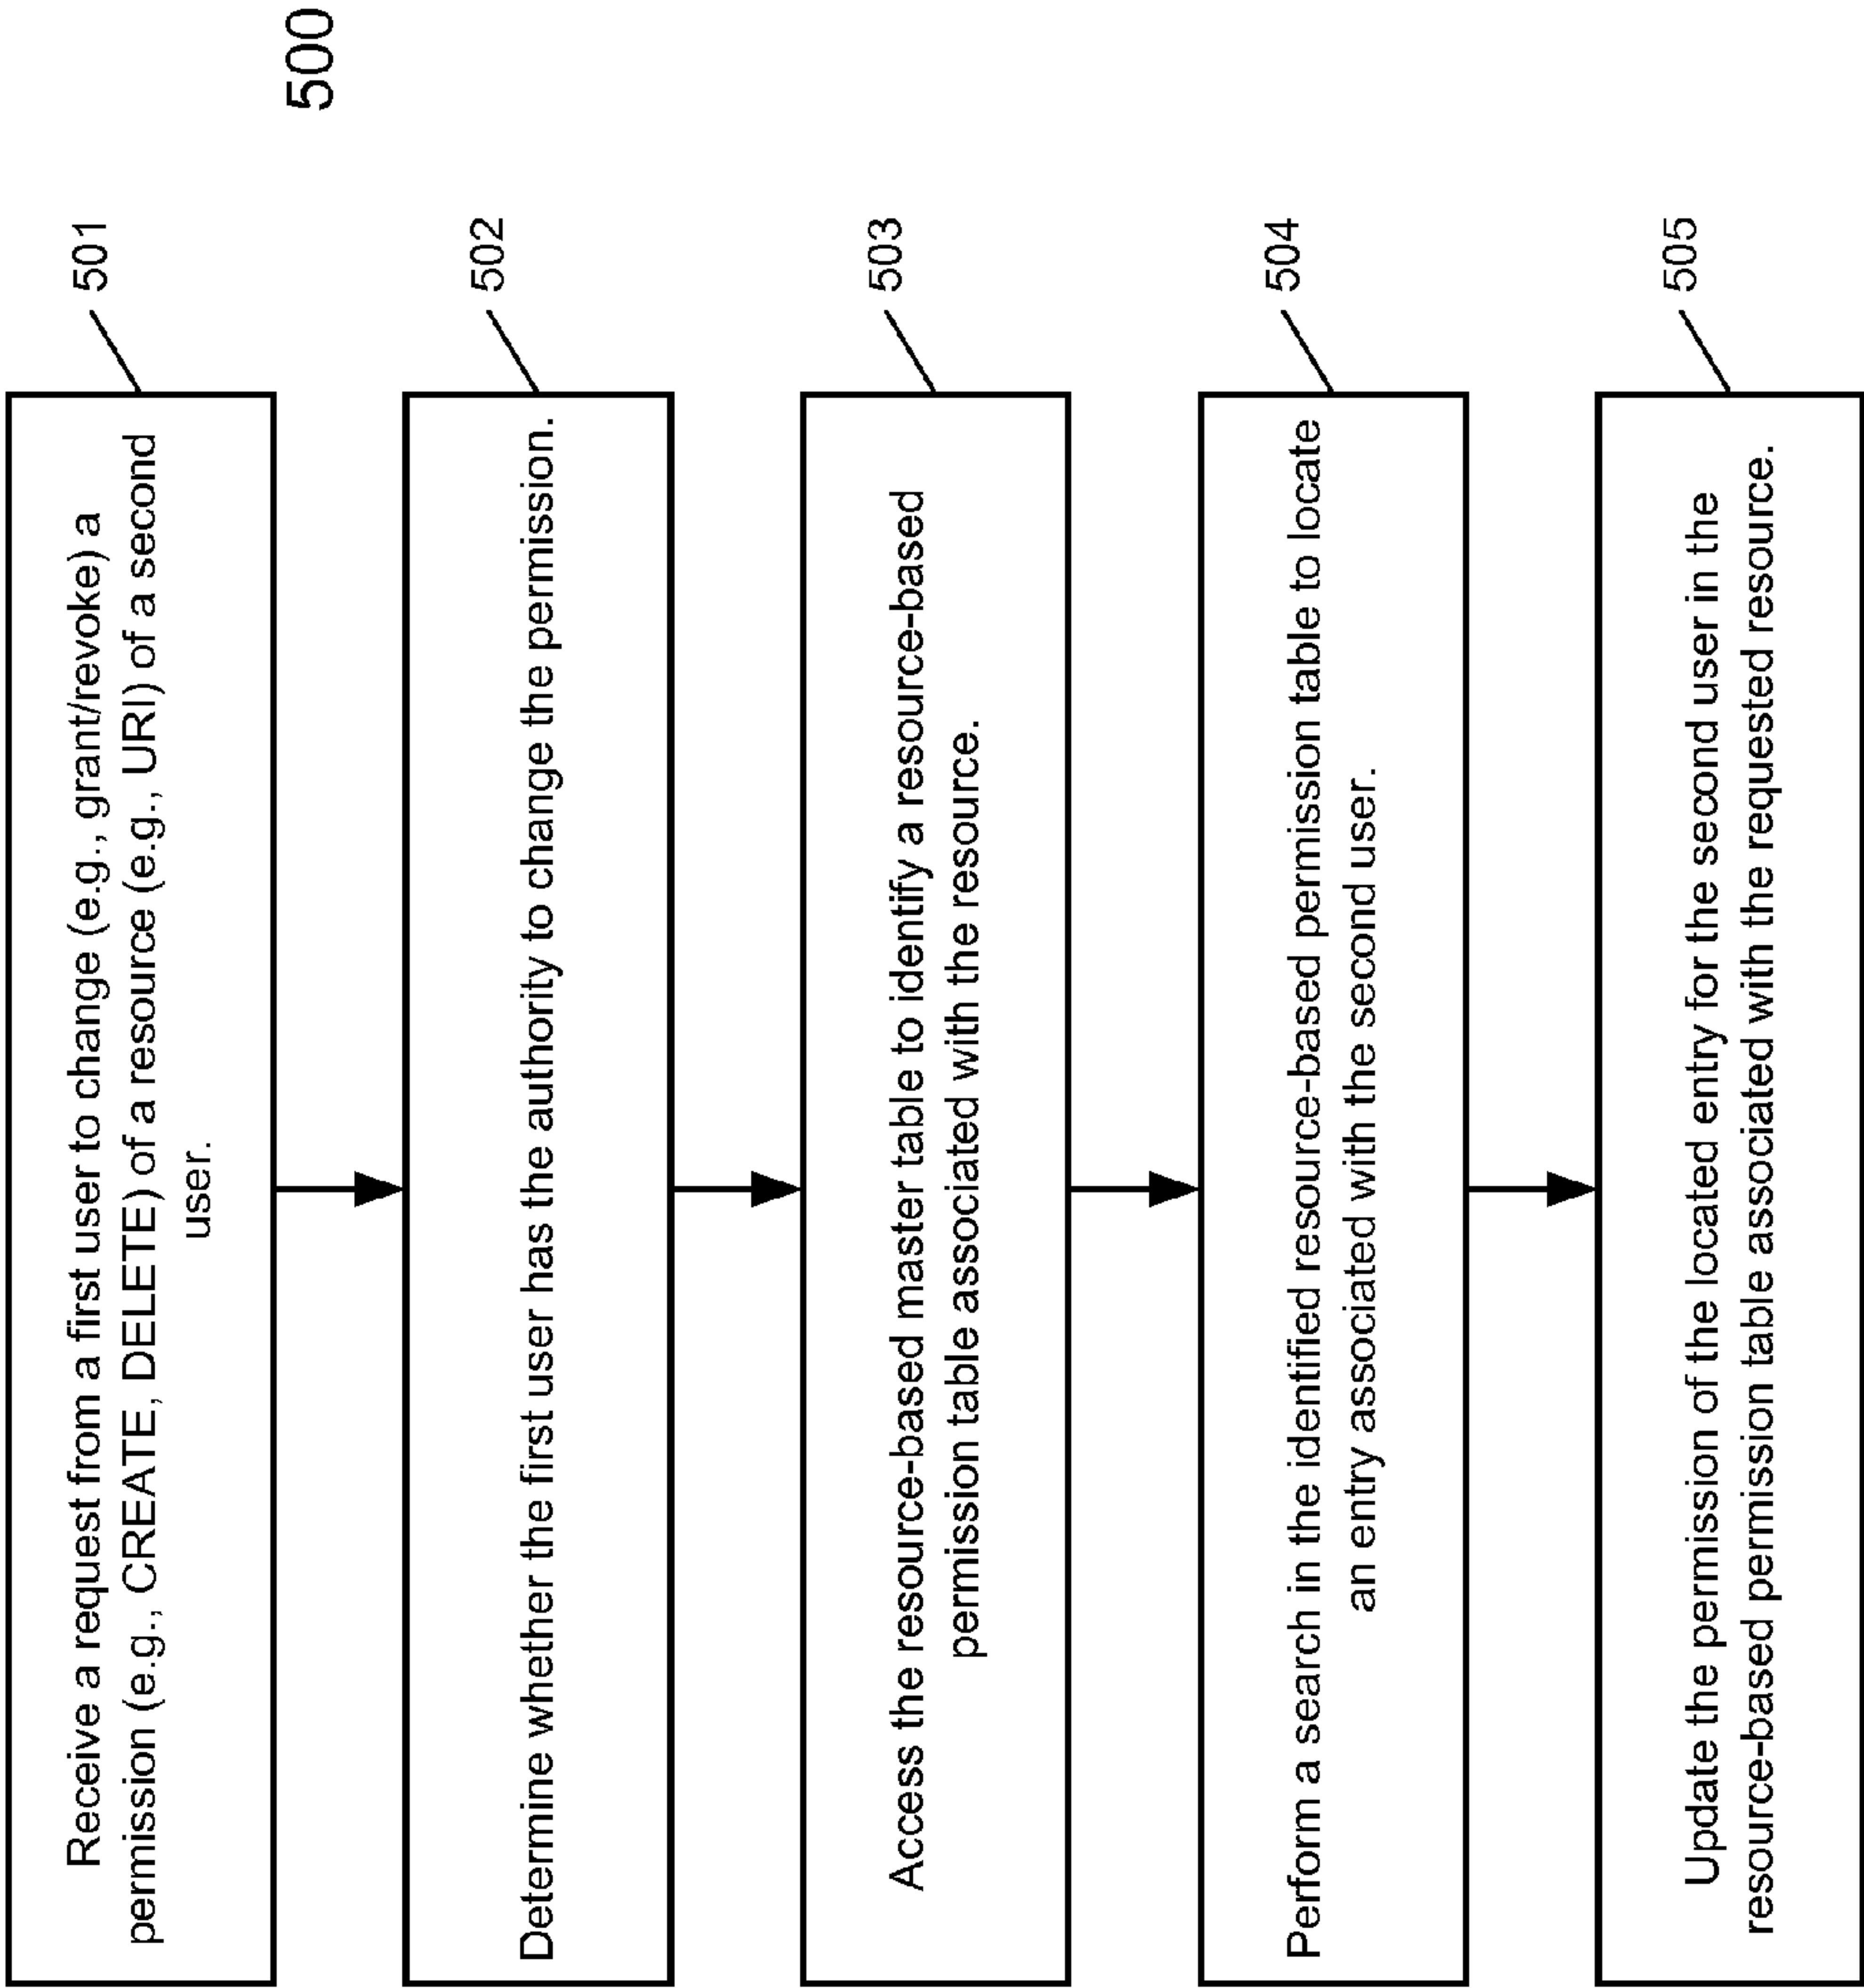 500
Receive a request from a first user to change (e.g., grant/revoke) a
permission (e.g., CREATE, DELETE) of a resource (e.g., URI) of a second
user.
501
Determine whether the first user has the authority to change the permission.
502
Access the resource-based master table to identify a resource-based
permission table associated with the resource.
503
Perform a search in the identified resource-based permission table to locate
an entry associated with the second user.
504
Update the permission of the located entry for the second user in the
resource-based permission table associated with the requested resource.
505